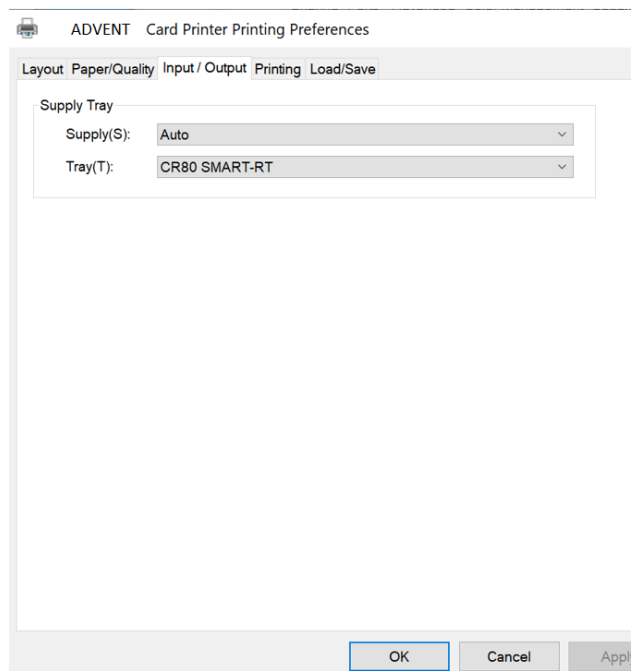 ADVENT Card Printer Printing Preferences
Layout Paper/Quality Input / Output Printing Load/Save
Supply Tray
Supply(S): Auto
Tray(T): CR80 SMART-RT
OK Cancel Apply